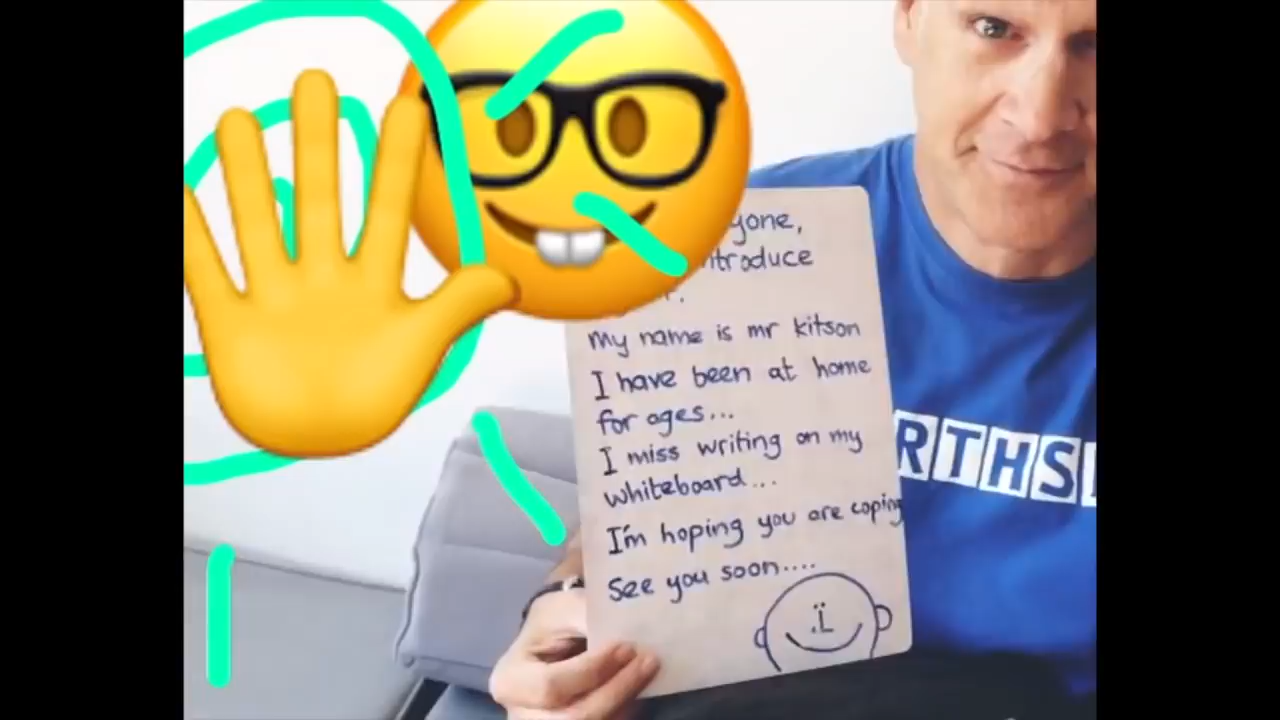 yone,
ntroduce
r.
My name is mr kitson
I have been at home
for ages...
I miss writing on my
whiteboard...
I'm hoping you are coping
See you soon....
RTHS